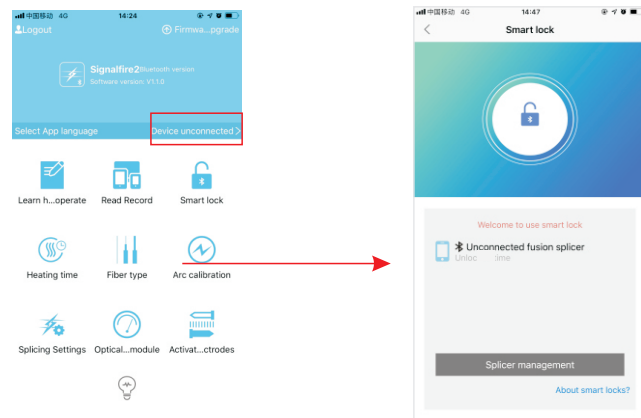 中国移动 4G 14:24
Logout
Firmwa...pgrade
Signalfire2Bluetooth version
Software version: V1.1.0
Select App language
Device unconnected >
Learn h...operate
Read Record
Smart lock
Heating time
Fiber type
Arc calibration
Splicing Settings
Optical...module
Activat...ctrodes
中国移动 4G 14:47
Smart lock
Welcome to use smart lock
Unconnected fusion splicer
Unloc :ime
Splicer management
About smart locks?